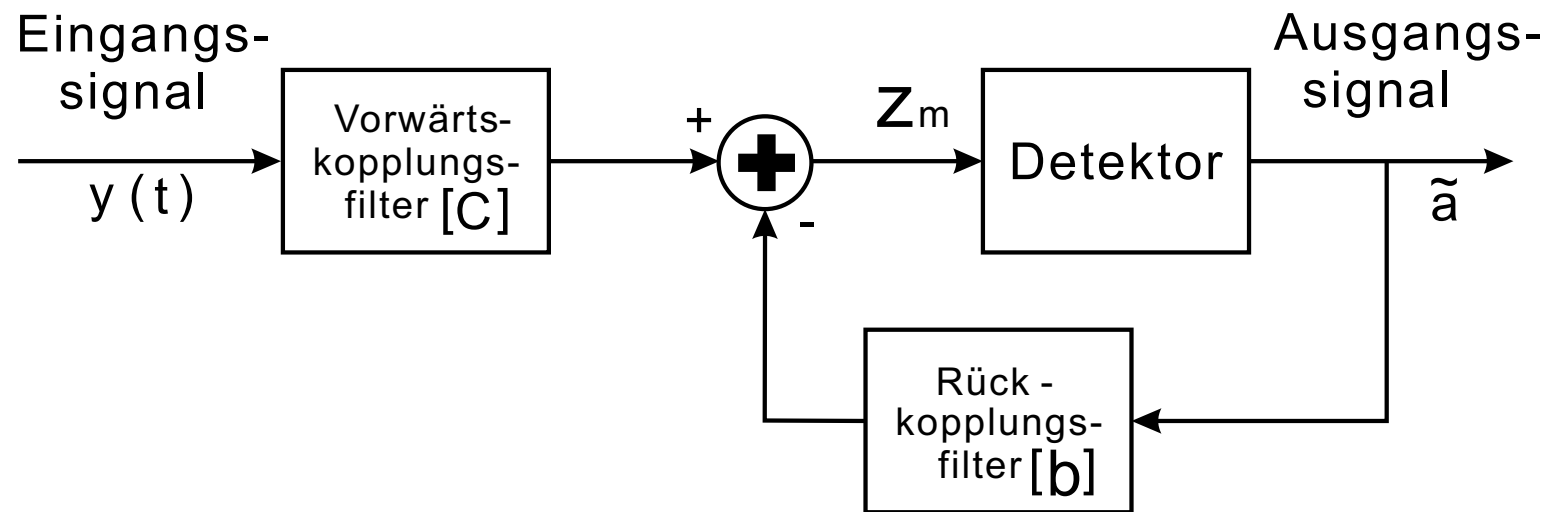 Eingangs-
signal
y (t)
Vorwärts-
kopplungs-
filter [C]
+
-
Zm
Detektor
Ausgangs-
signal
ã
Rück -
kopplungs-
filter [b]